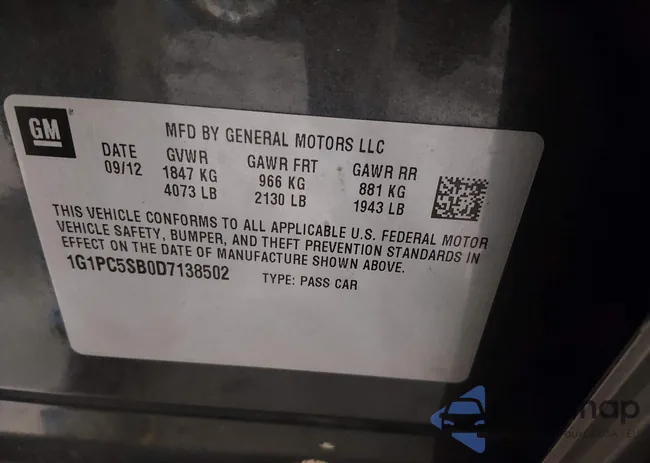 GM
MFD BY GENERAL MOTORS LLC
DATE GVWR GAWR FRT GAWR RR
09/12 1847 KG 966 KG 881 KG
4073 LB 2130 LB 1943 LB
THIS VEHICLE CONFORMS TO ALL APPLICABLE U.S. FEDERAL MOTOR
VEHICLE SAFETY, BUMPER, AND THEFT PREVENTION STANDARDS IN
EFFECT ON THE DATE OF MANUFACTURE SHOWN ABOVE.
1G1PC5SB0D7138502 TYPE: PASS CAR
map